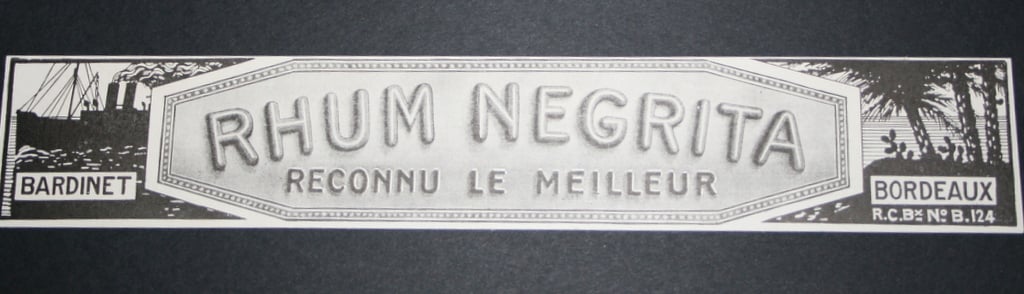 RHUM NEGRITA
RECONNU LE MEILLEUR
BARDINET
BORDEAUX
R.C.Bx No B.124